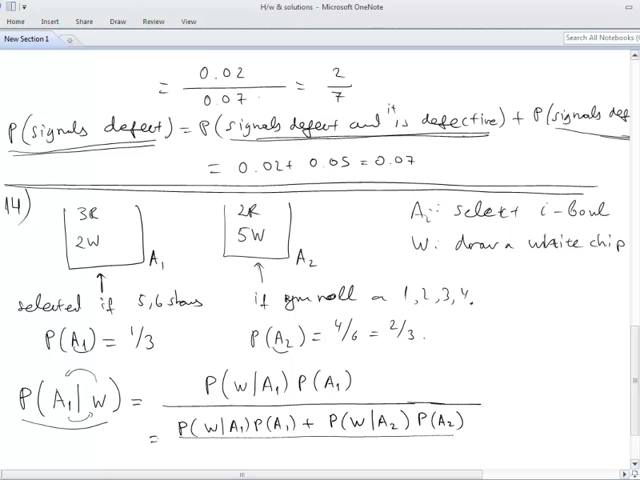 H/w & solutions - Microsoft OneNote
Home Insert Share Draw Review View
New Section 1
Search All Notebooks (
= 0.02 / 0.07 = 2/7
P(signals defect) = P(signals defect and it is defective) + P(signals def
= 0.02 + 0.05 = 0.07
14) 3R 2R A₂: select i-bowl
2W 5W W: draw a white chip
A₁ A₂
selected if 5,6 shows if roll a 1,2,3,4.
P(A₁) = 1/3 P(A₂) = 4/6 = 2/3.
P(A₁|W) = P(W|A₁) P(A₁)
= P(W|A₁)P(A₁) + P(W|A₂) P(A₂)